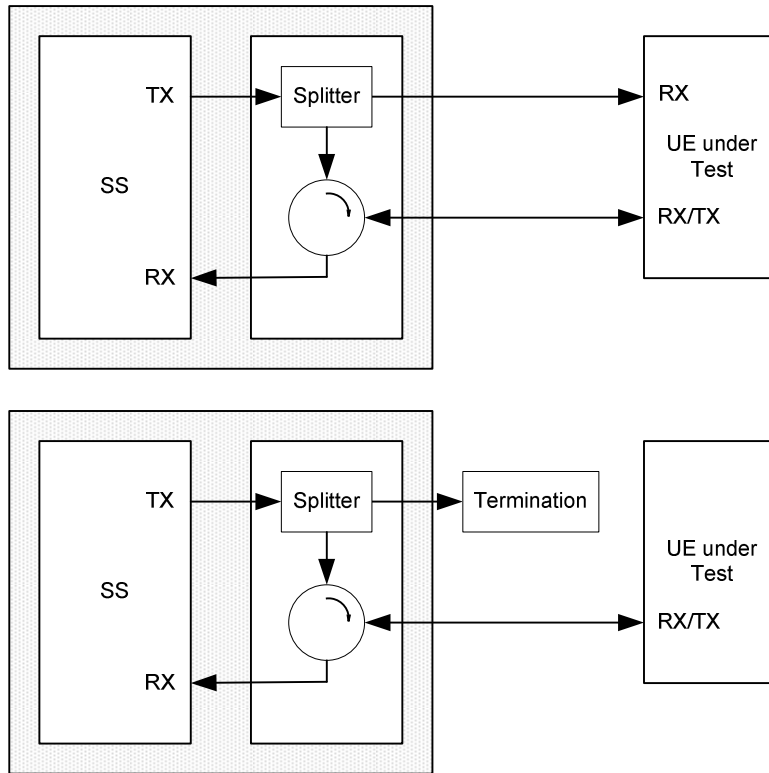 TX
Splitter
RX
UE under
Test
SS
RX/TX
RX
TX
Splitter
Termination
UE under
Test
SS
RX/TX
RX